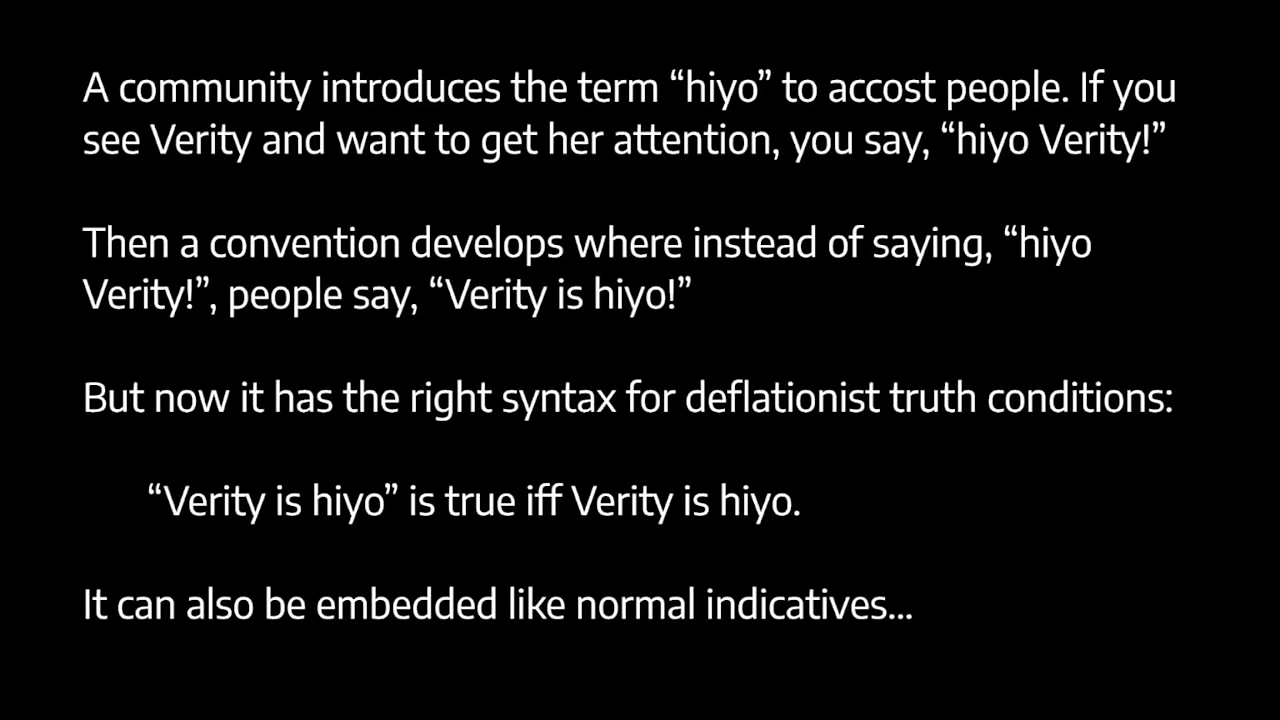 A community introduces the term “hiyo” to accost people. If you
see Verity and want to get her attention, you say, “hiyo Verity!”
Then a convention develops where instead of saying, “hiyo
Verity!”, people say, “Verity is hiyo!”
But now it has the right syntax for deflationist truth conditions:
“Verity is hiyo” is true iff Verity is hiyo.
It can also be embedded like normal indicatives...